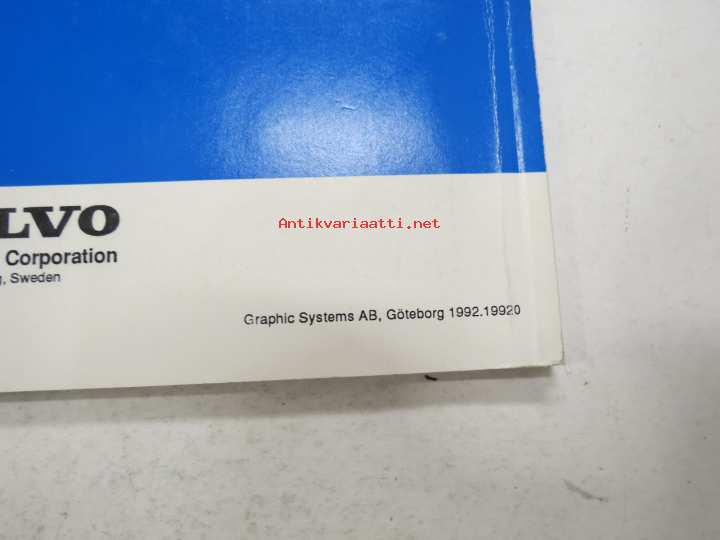 Antikvariaatti.net
LVO
Corporation
Sweden
Graphic Systems AB, Göteborg 1992.19920